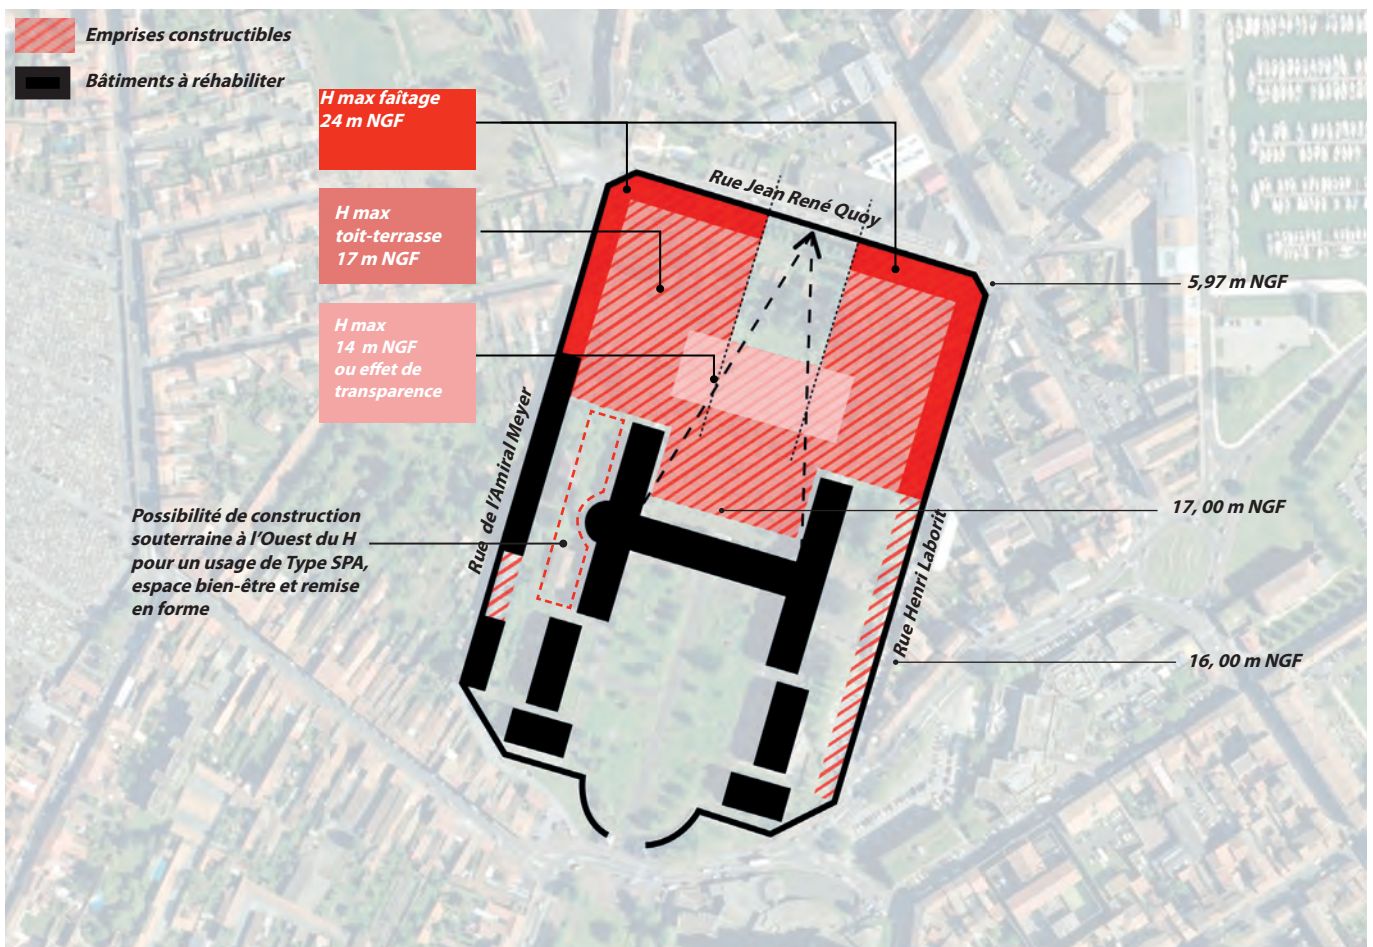 Emprises constructibles
Bâtiments à réhabiliter
H max faîtage
24 m NGF
H max
toit-terrasse
17 m NGF
H max
14 m NGF
ou effet de
transparence
Rue Jean René Quoy
5,97 m NGF
Rue de l'Amiral Meyer
17, 00 m NGF
Possibilité de construction
souterraine à l'Ouest du H
pour un usage de Type SPA,
espace bien-être et remise
en forme
Rue Henri Laborit
16, 00 m NGF